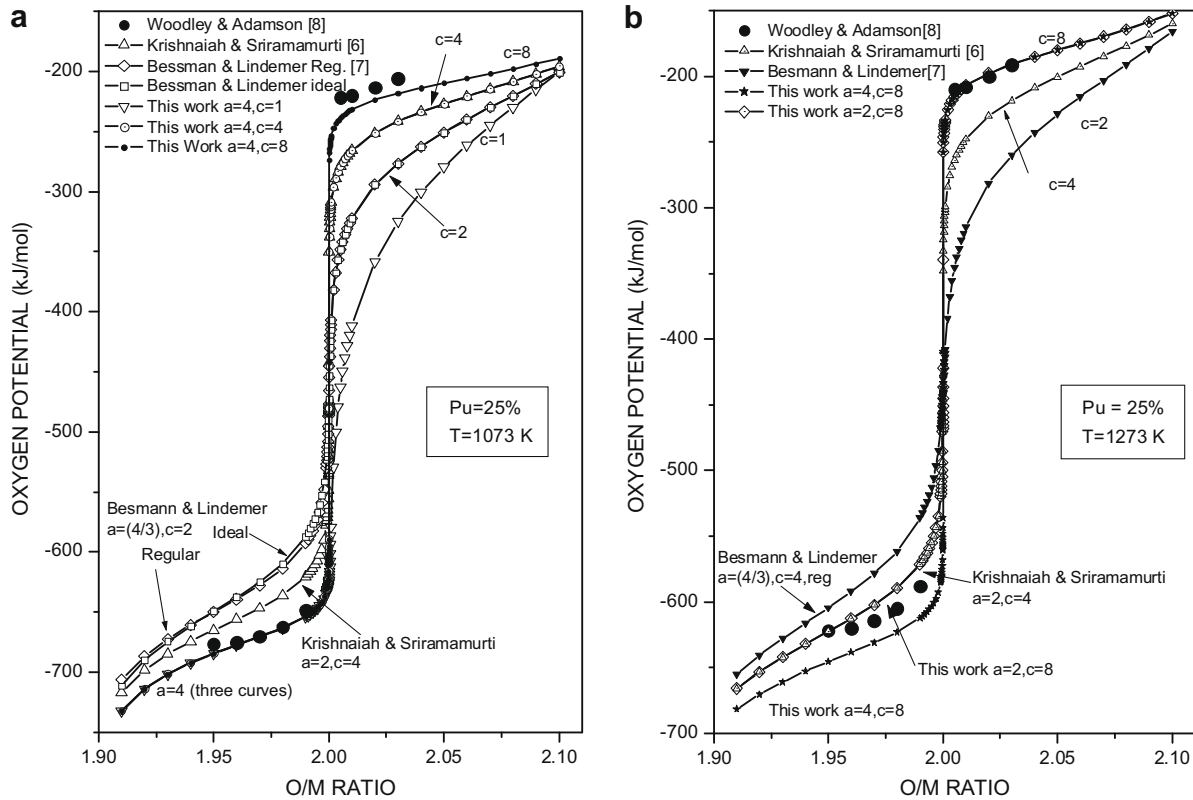 a
Woodley & Adamson [8]
Krishnaiah & Sriramamurti [6]
Bessman & Lindemer Reg. [7]
Bessman & Lindemer ideal
This work a=4,c=1
This work a=4,c=4
This Work a=4,c=8
c=4
c=8
c=1
c=2
-200
-300
-400
-500
-600
-700
OXYGEN POTENTIAL (kJ/mol)
Pu=25%
T=1073 K
Besmann & Lindemer
a=(4/3),c=2
Ideal
Regular
Krishnaiah & Sriramamurti
a=2,c=4
a=4 (three curves)
1.90
1.95
2.00
2.05
2.10
O/M RATIO
b
Woodley & Adamson[8]
Krishnaiah & Sriramamurti [6]
Besmann & Lindemer[7]
This work a=4,c=8
This work a=2,c=8
c=8
c=2
c=4
-200
-300
-400
-500
-600
-700
OXYGEN POTENTIAL (kJ/mol)
Pu = 25%
T=1273 K
Besmann & Lindemer
a=(4/3),c=4,reg
Krishnaiah & Sriramamurti
a=2,c=4
This work a=2,c=8
This work a=4,c=8
1.90
1.95
2.00
2.05
2.10
O/M RATIO